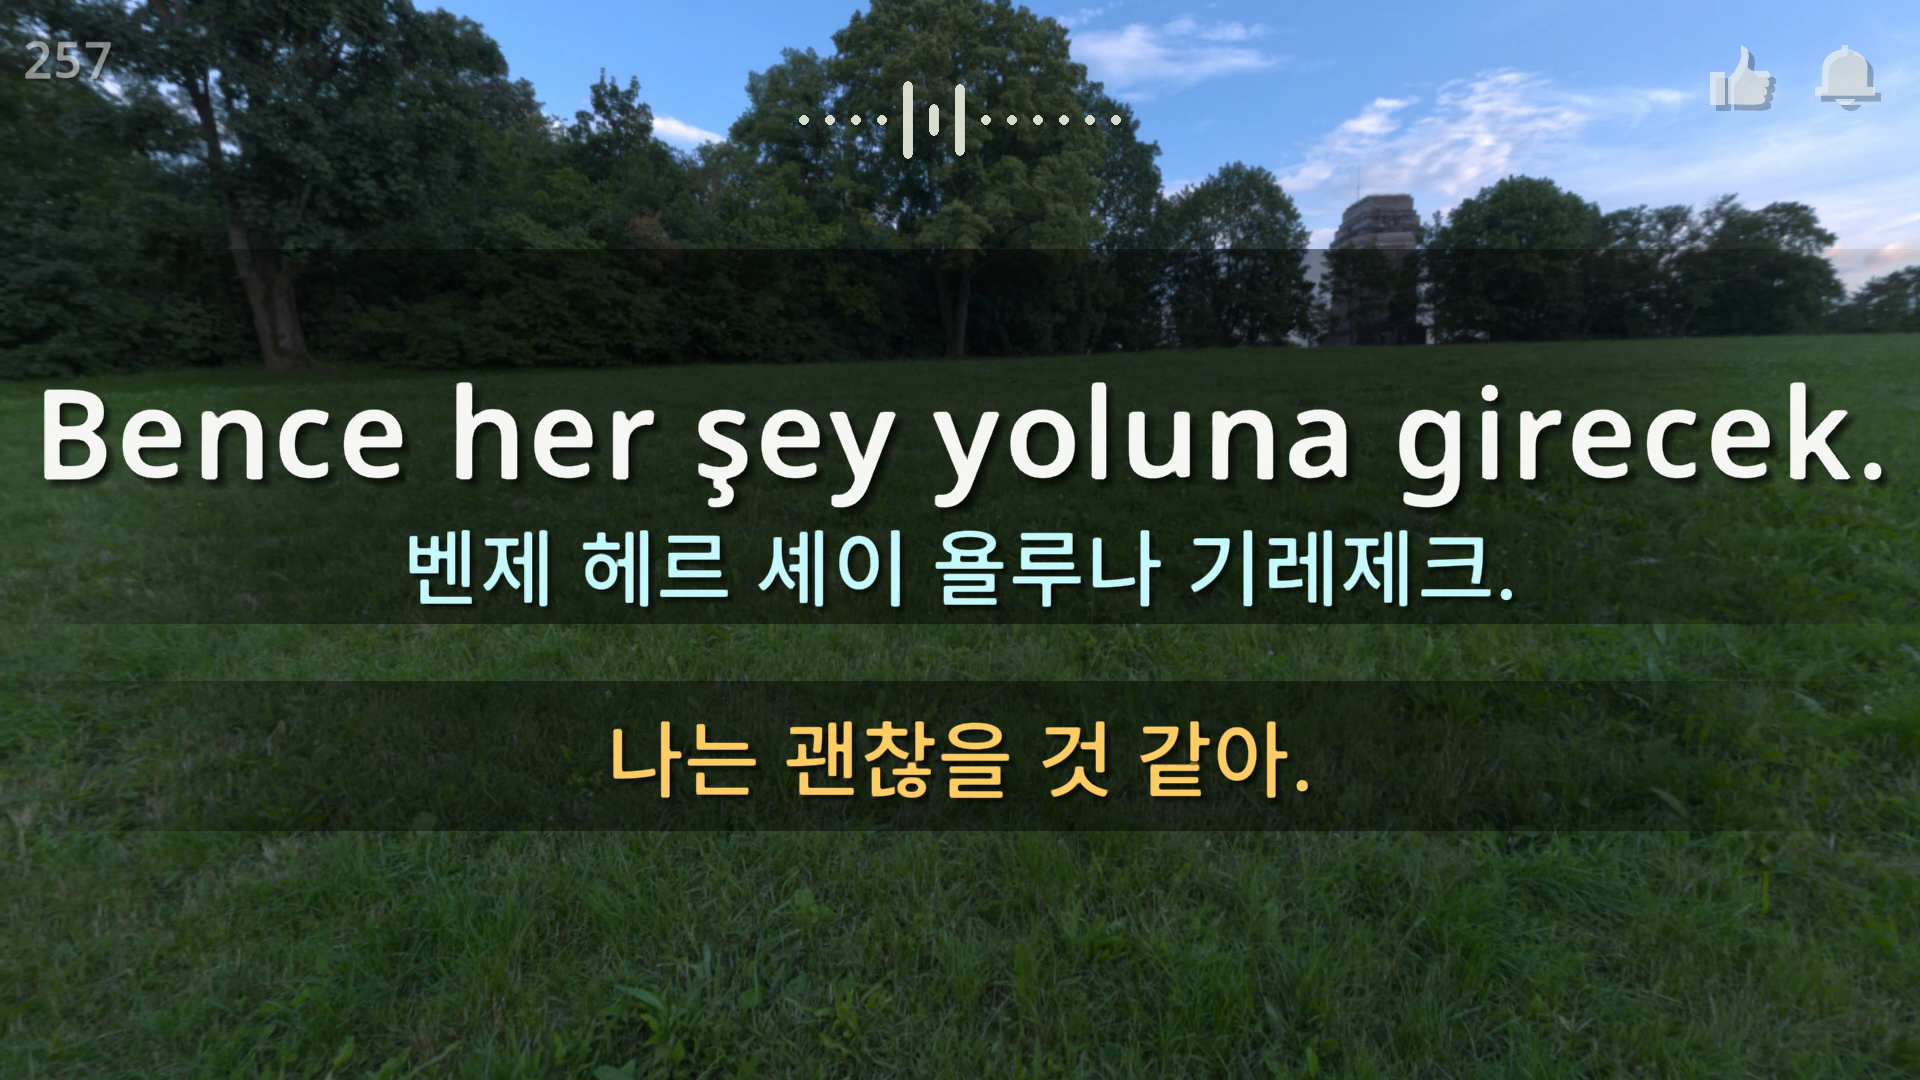 257
Bence her şey yoluna girecek.
벤제 헤르 셰이 욜루나 기레제크.
나는 괜찮을 것 같아.